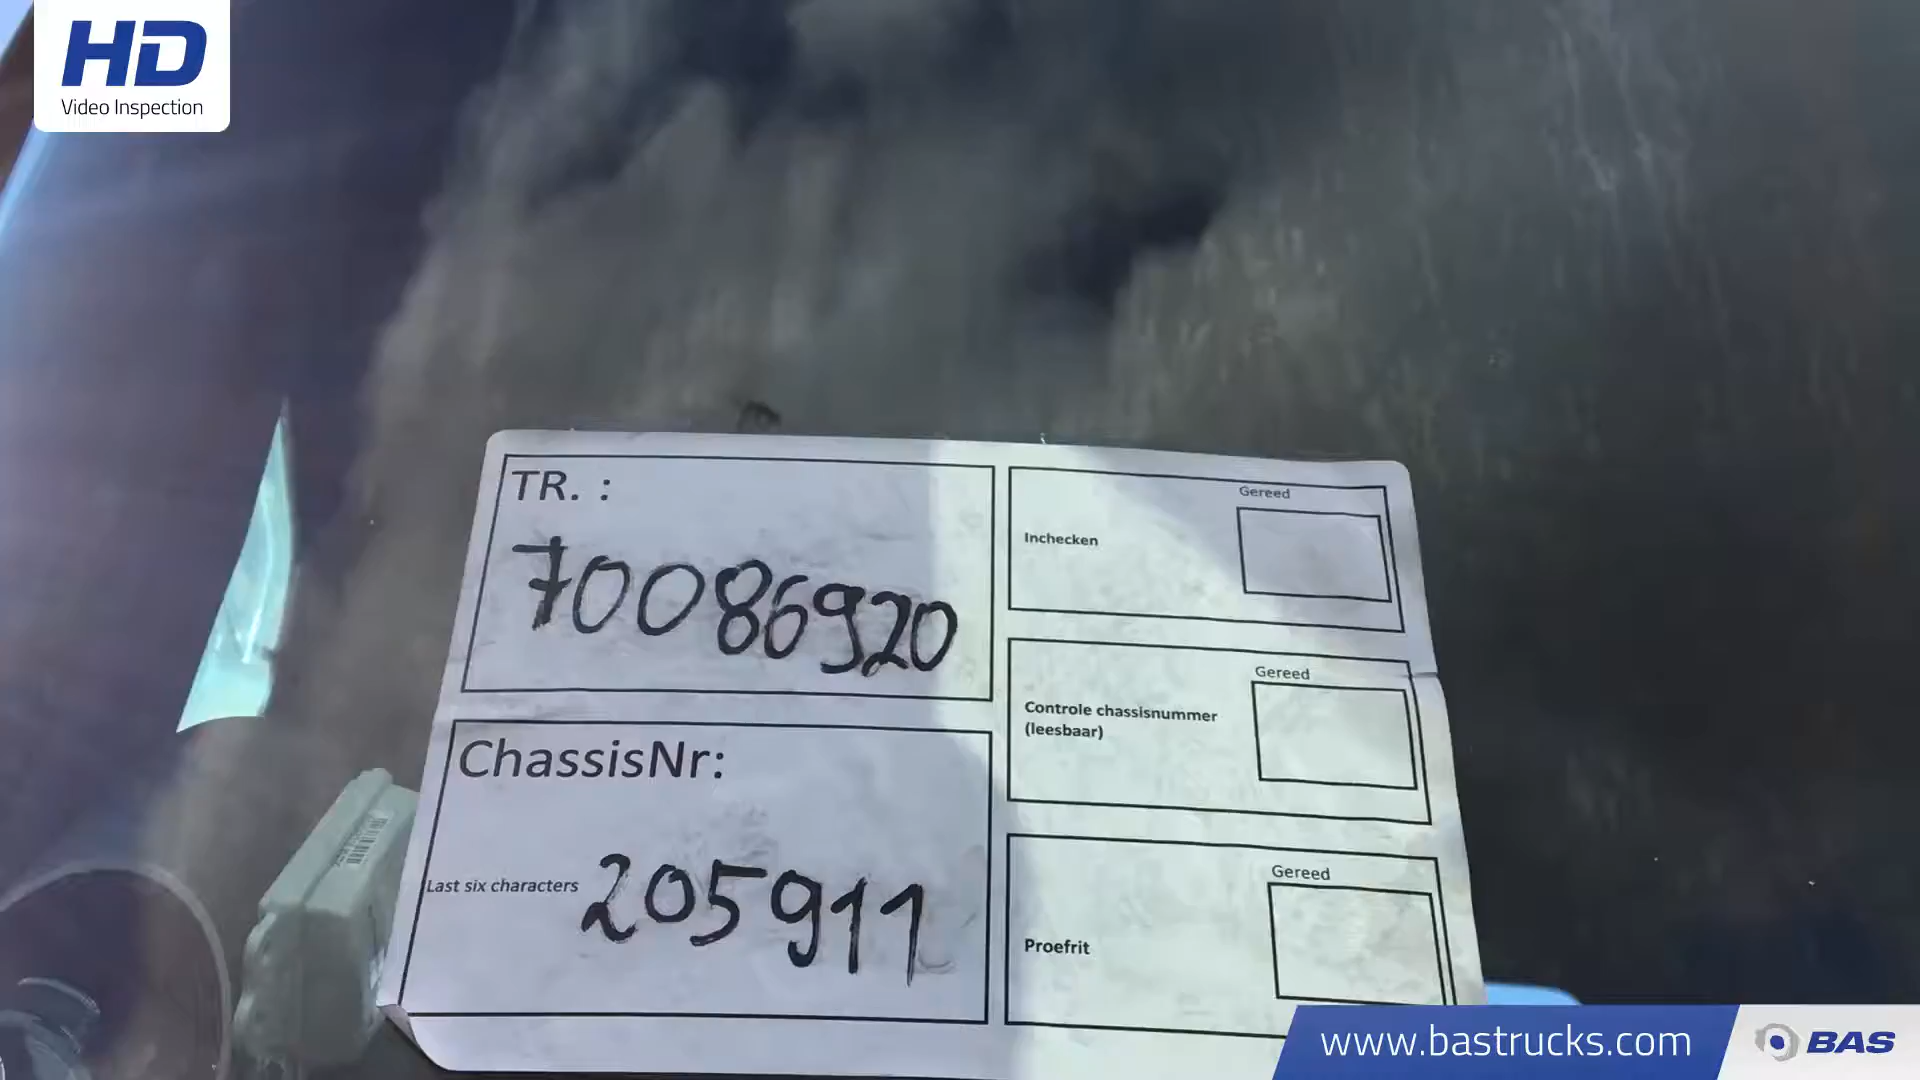 HD
Video Inspection
TR. :
70086920
ChassisNr:
Last six characters 205911
Gereed
Inchecken
Gereed
Controle chassisnummer
(leesbaar)
Gereed
Proefrit
www.bastrucks.com
BAS